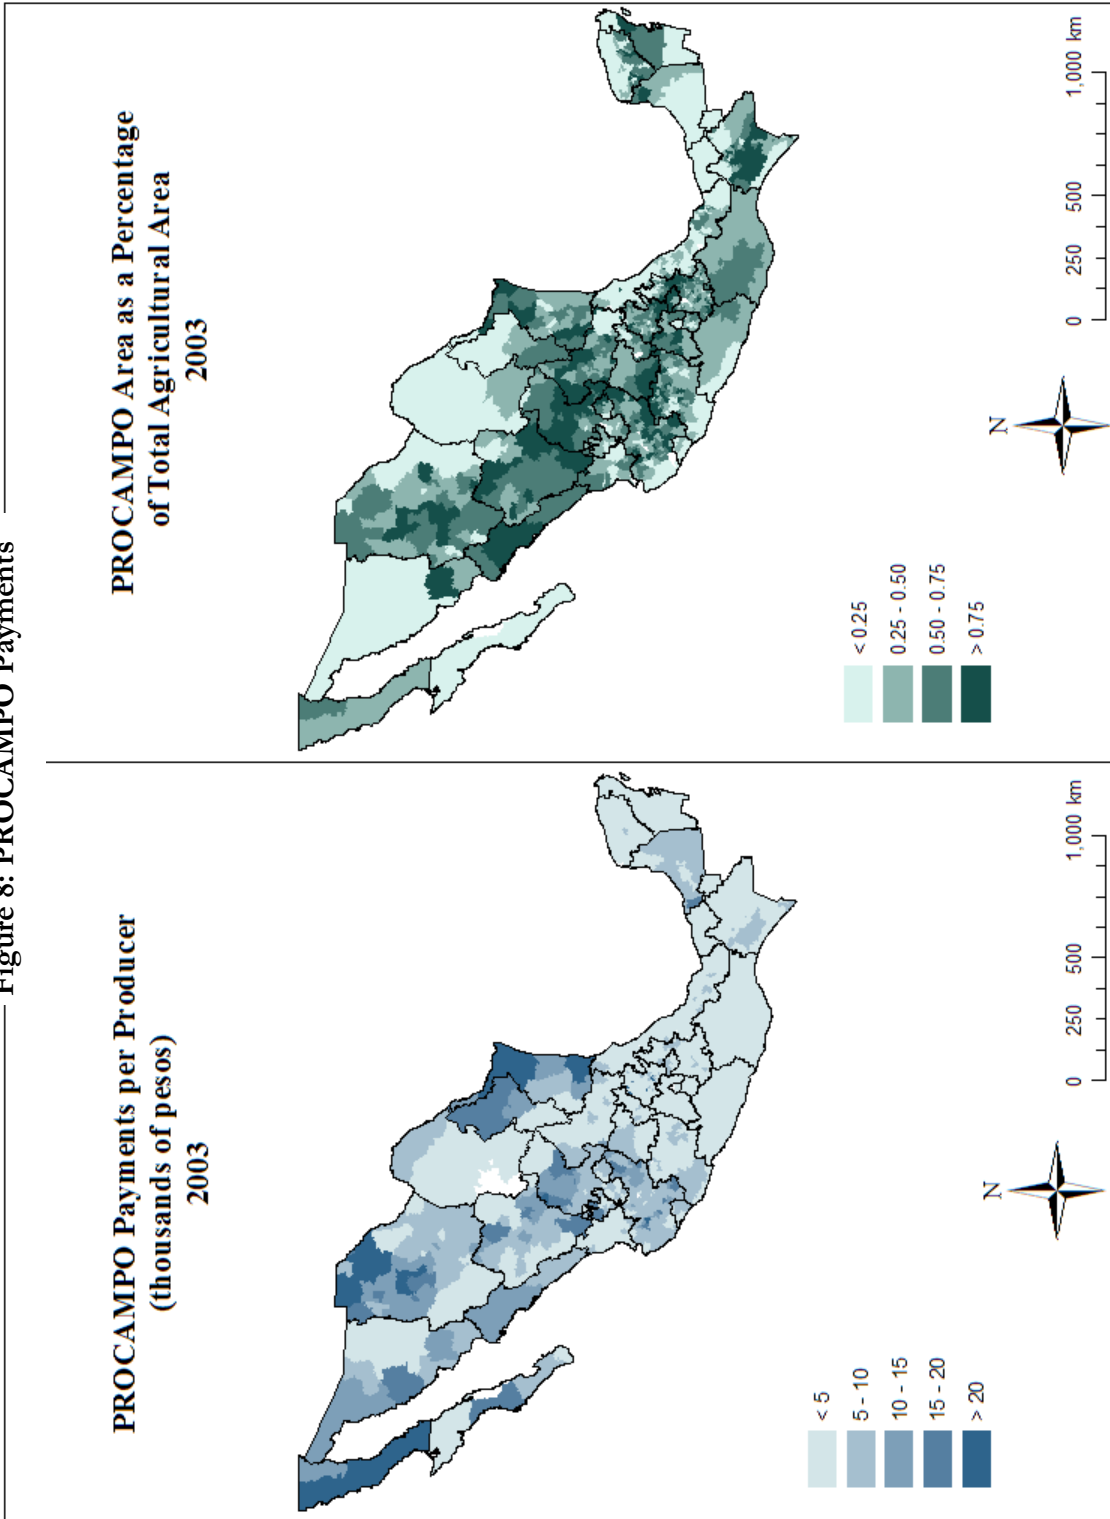 Figure 8: PROCAMPO Payments
PROCAMPO Payments per Producer
(thousands of pesos)
2003
< 5
5 - 10
10 - 15
15 - 20
> 20
N
0 250 500 1,000 km
PROCAMPO Area as a Percentage
of Total Agricultural Area
2003
< 0.25
0.25 - 0.50
0.50 - 0.75
> 0.75
N
0 250 500 1,000 km